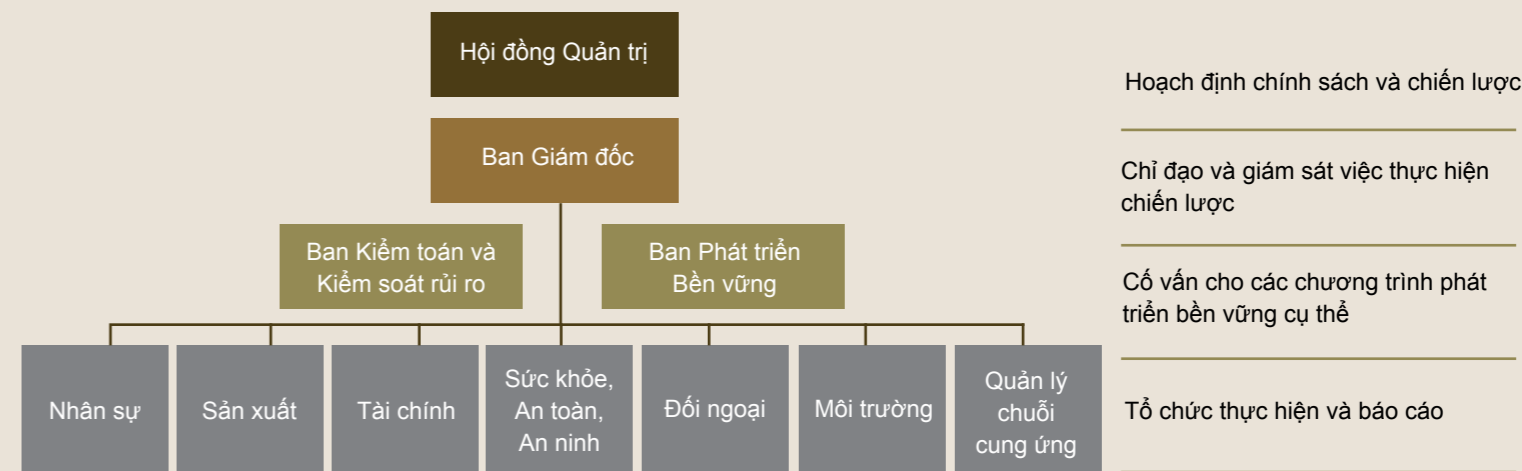 Hội đồng Quản trị
Hoạch định chính sách và chiến lược
Ban Giám đốc
Chỉ đạo và giám sát việc thực hiện
chiến lược
Ban Kiểm toán và
Kiểm soát rủi ro
Ban Phát triển
Bền vững
Cố vấn cho các chương trình phát
triển bền vững cụ thể
Nhân sự
Sản xuất
Tài chính
Sức khỏe,
An toàn,
An ninh
Đối ngoại
Môi trường
Quản lý
chuỗi
cung ứng
Tổ chức thực hiện và báo cáo